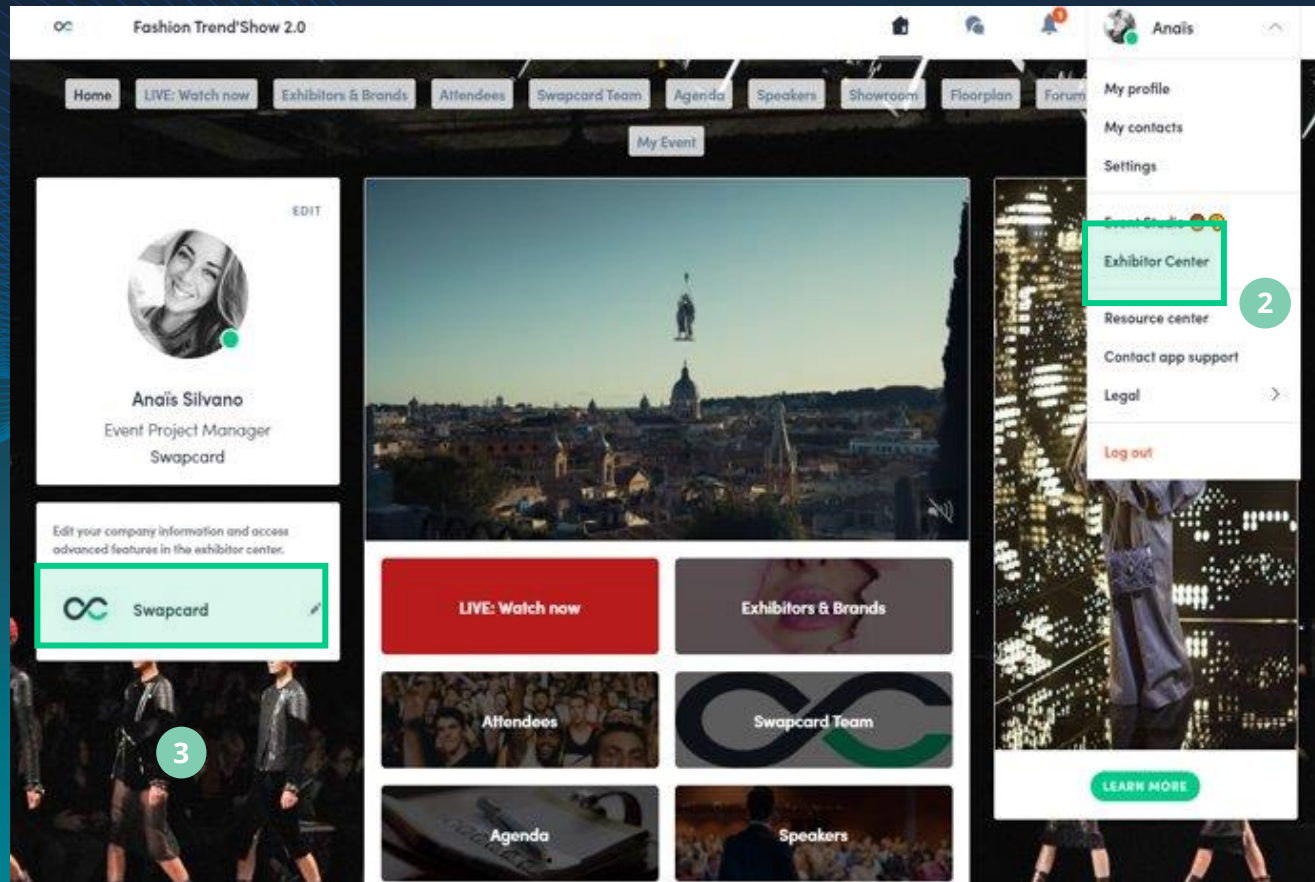 Fashion Trend'Show 2.0
1
Anaïs
Home
LIVE: Watch now
Exhibitors & Brands
Attendees
Swapcard Team
Agenda
Speakers
Showroom
Floorplan
Forum
My Event
My profile
My contacts
Settings
Event Studio
Exhibitor Center
2
Resource center
Contact app support
Legal
Log out
EDIT
Anaïs Silvano
Event Project Manager
Swapcard
Edit your company information and access
advanced features in the exhibitor center.
Swapcard
3
LIVE: Watch now
Exhibitors & Brands
Attendees
Swapcard Team
Agenda
Speakers
LEARN MORE